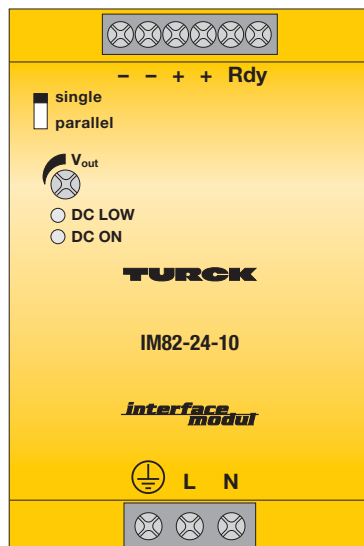 – – + + Rdy
single
parallel
Vout
DC LOW
DC ON
TURCK
IM82-24-10
interface
modul
L N